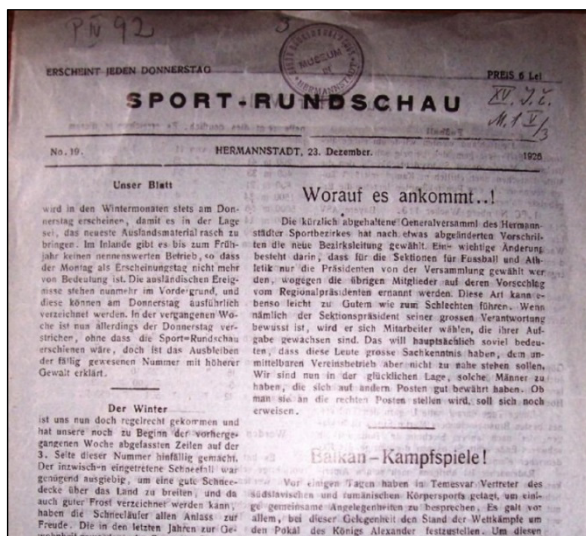 P IV 92
3
MUSEUM
HERMANNSTADT
ERSCHEINT JEDEN DONNERSTAG
PREIS 6 Lei
SPORT-RUNDSCHAU
XV.
No. 19.
HERMANNSTADT, 23. Dezember.
1926
Unser Blatt
wird in den Wintermonaten stets am Don-
nerstag erscheinen, damit es in der Lage
sei, das neueste Auslandsmaterial rasch zu
bringen. Im Inlande gibt es bis zum Früh-
jahr keinen nennenswerten Betrieb, so dass
der Montag als Erscheinungstag nicht mehr
von Bedeutung ist. Die ausländischen Ereig-
nisse stehen nunmehr im Vordergrund, und
diese können am Donnerstag ausführlich
verzeichnet werden. In der vergangenen Wo-
che ist nun allerdings der Donnerstag ver-
strichen, ohne dass die Sport=Rundschau
erschienen wäre, doch ist das Ausbleiben
der fällig gewesenen Nummer mit höherer
Gewalt erklärt.
Der Winter
ist uns nun doch regelrecht gekommen und
hat unsere noch zu Beginn der vorherge-
gangenen Woche abgefassten Zeilen auf der
3. Seite dieser Nummer hinfällig gemacht.
Der inzwisch=n eingetretene Schneefall war
genügend ausgiebig, um eine gute Schnee-
decke über das Land zu breiten, und da
auch guter Frost verzeichnet werden kann,
haben die Schneeläufer allen Anlass zur
Freude. Die in den letzten Jahren zur Ge-
Worauf es ankommt..!
Die kürzlich abgehaltene Generalversamml des Hermann-
städter Sportbezirkes hat nach etwas abgeänderten Vorschrif-
ten die neue Bezirksleitung gewählt. Eine wichtige Änderung
besteht darin, dass für die Sektionen für Fussball und Ath-
letik nur die Präsidenten von der Versammlung gewählt wer
den, wogegen die übrigen Mitglieder auf deren Vorschlag
vom Regionalpräsidenten ernannt werden. Diese Art kann e-
benso leicht zu Gutem wie zum Schlechten führen. Wenn
nämlich der Sektionspräsident seiner grossen Verantwortung
bewusst ist, wird er sich Mitarbeiter wählen, die ihrer Auf-
gabe gewachsen sind. Das will hauptsächlich soviel bedeu-
ten, dass diese Leute grosse Sachkenntnis haben, dem un-
mittelbaren Vereinsbetrieb aber nicht zu nahe stehen sollen.
Wir sind nun in der glücklichen Lage, solche Männer zu
haben, die sich auf andern Posten gut bewährt haben. Ob
man sie an die rechten Posten stellen wird, soll sich noch
erweisen.
Balkan-Kampfspiele!
Vor einigen Tagen haben in Temesvar Vertreter des
südslavischen und rumänischen Körpersports getagt, um eini-
ge gemeinsame Angelegenheiten zu besprechen. Es galt vor
allem, bei dieser Gelegenheit den Stand der Wettkämpfe um
den Pokal des Königs Alexander festzustellen. Um diesen